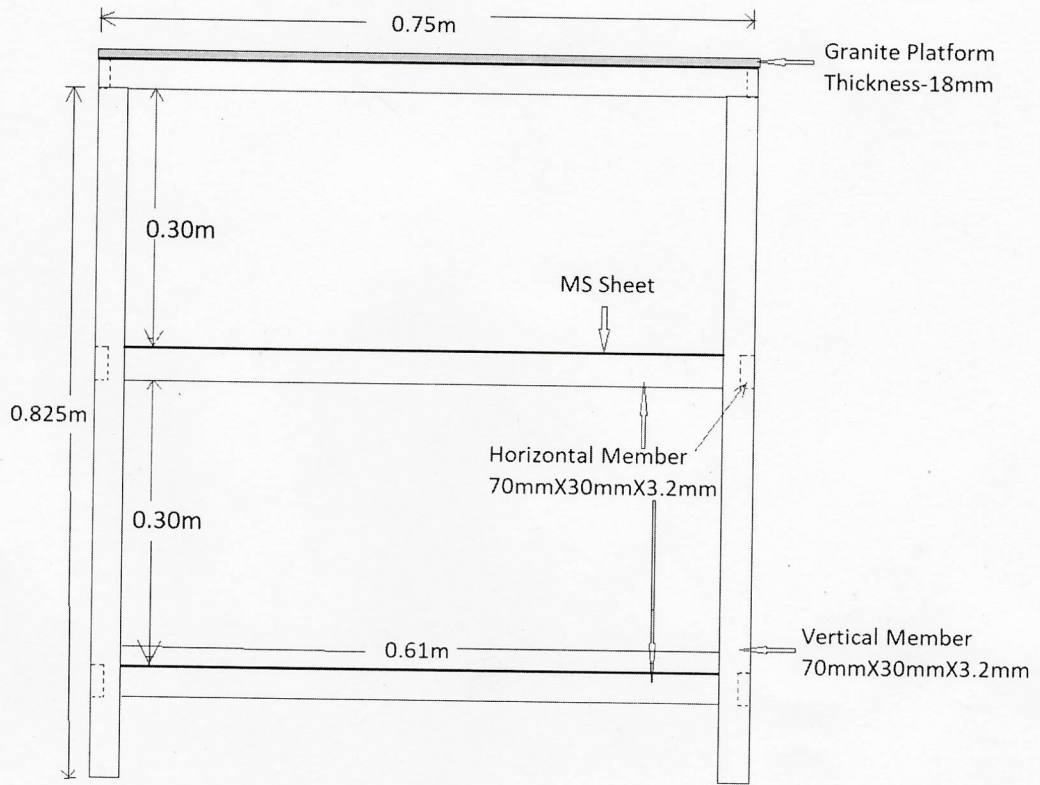 0.75m
Granite Platform
Thickness-18mm
0.30m
MS Sheet
0.825m
Horizontal Member
70mmX30mmX3.2mm
0.30m
0.61m
Vertical Member
70mmX30mmX3.2mm